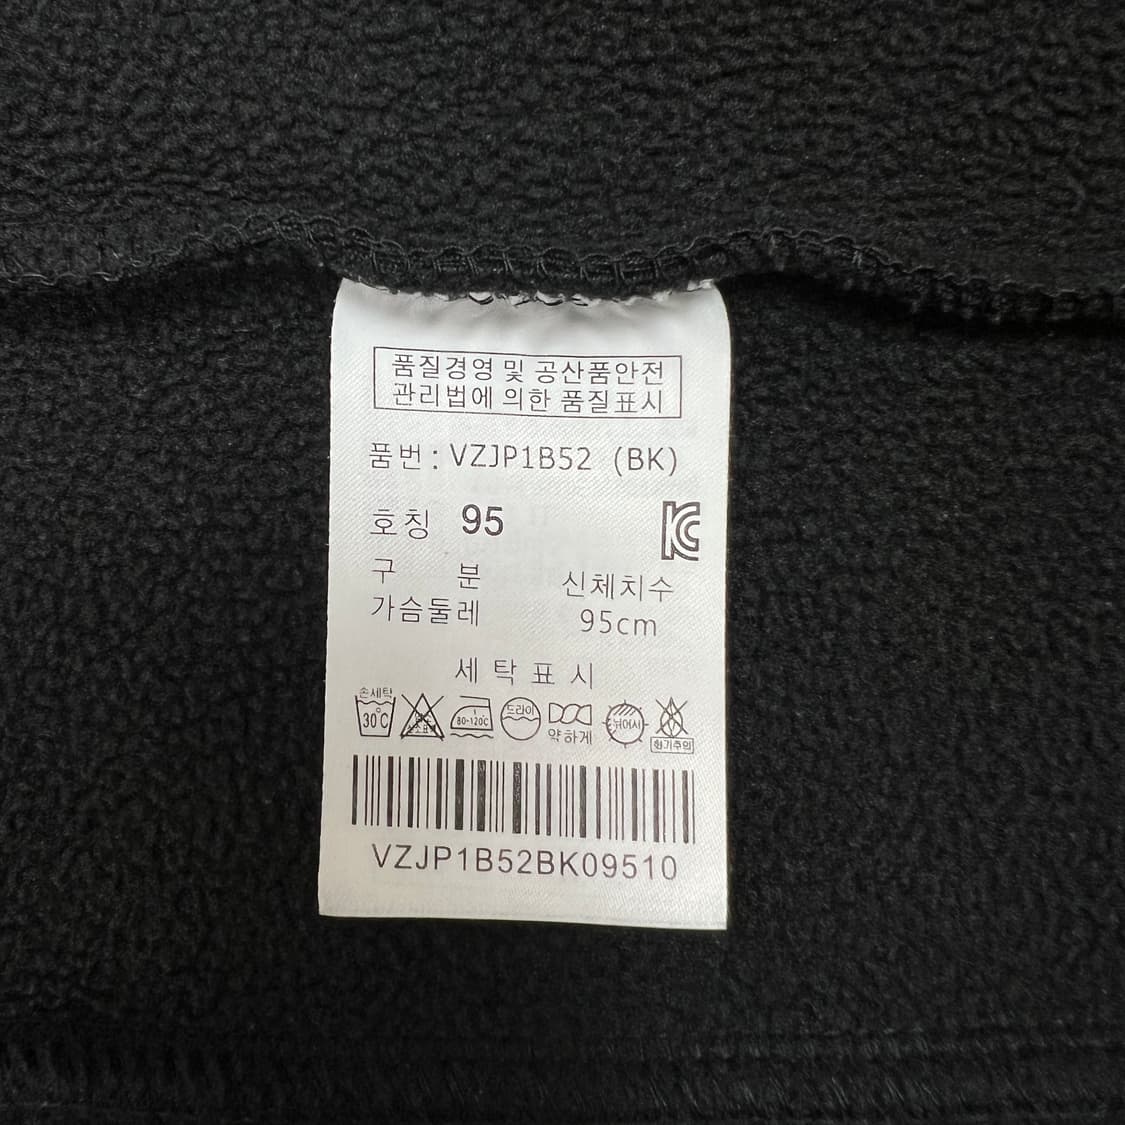 품질경영 및 공산품안전
관리법에 의한 품질표시
품번 : VZJP1B52 (BK)
호칭 95
구 분 신체치수
가슴둘레 95cm
세탁표시
손세탁
30℃
80-120℃
드라이
약하게
뉘어서
화기주의
VZJP1B52BK09510